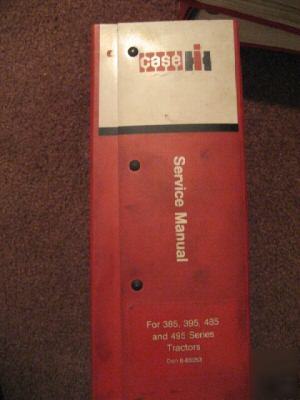 case IH
Service Manual
For 385, 395, 485
and 495 Series
Tractors